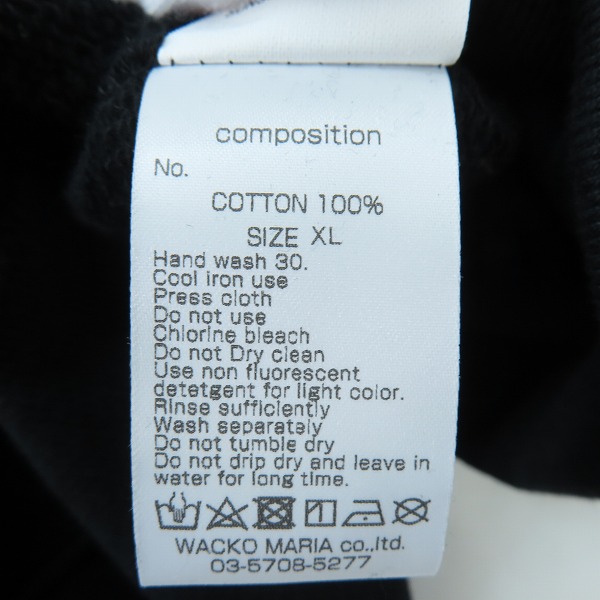 composition
No.
COTTON 100%
SIZE XL
Hand wash 30.
Cool iron use
Press cloth
Do not use
Chlorine bleach
Do not Dry clean
Use non fluorescent
detetgent for light color.
Rinse sufficiently
Wash separately
Do not tumble dry
Do not drip dry and leave in
water for long time.
WACKO MARIA co.,ltd.
03-5708-5277